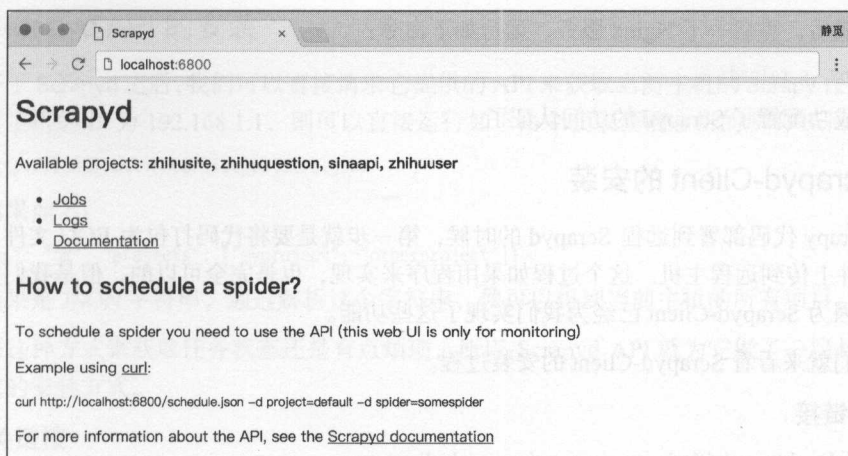 Scrapyd
静觅
localhost:6800
Scrapyd
Available projects: zhihusite, zhihuquestion, sinaapi, zhihuuser
Jobs
Logs
Documentation
How to schedule a spider?
To schedule a spider you need to use the API (this web UI is only for monitoring)
Example using curl:
curl http://localhost:6800/schedule.json -d project=default -d spider=somespider
For more information about the API, see the Scrapyd documentation